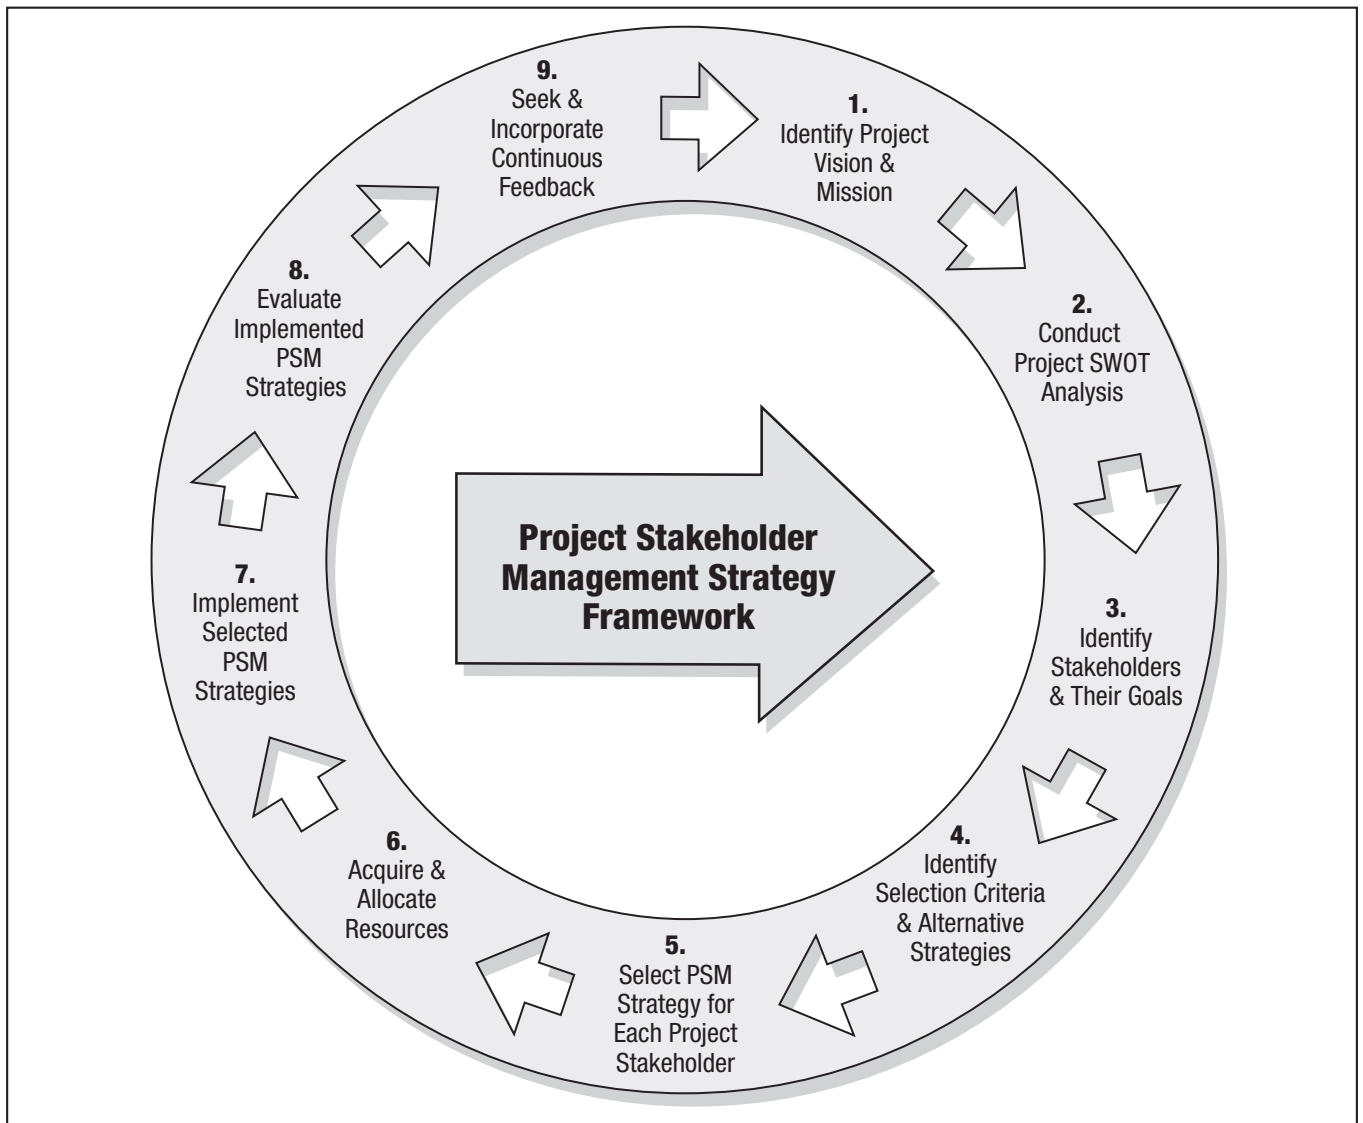 9.
Seek &
Incorporate
Continuous
Feedback
1.
Identify Project
Vision &
Mission
2.
Conduct
Project SWOT
Analysis
3.
Identify
Stakeholders
& Their Goals
4.
Identify
Selection Criteria
& Alternative
Strategies
5.
Select PSM
Strategy for
Each Project
Stakeholder
6.
Acquire &
Allocate
Resources
7.
Implement
Selected
PSM
Strategies
8.
Evaluate
Implemented
PSM
Strategies
Project Stakeholder
Management Strategy
Framework